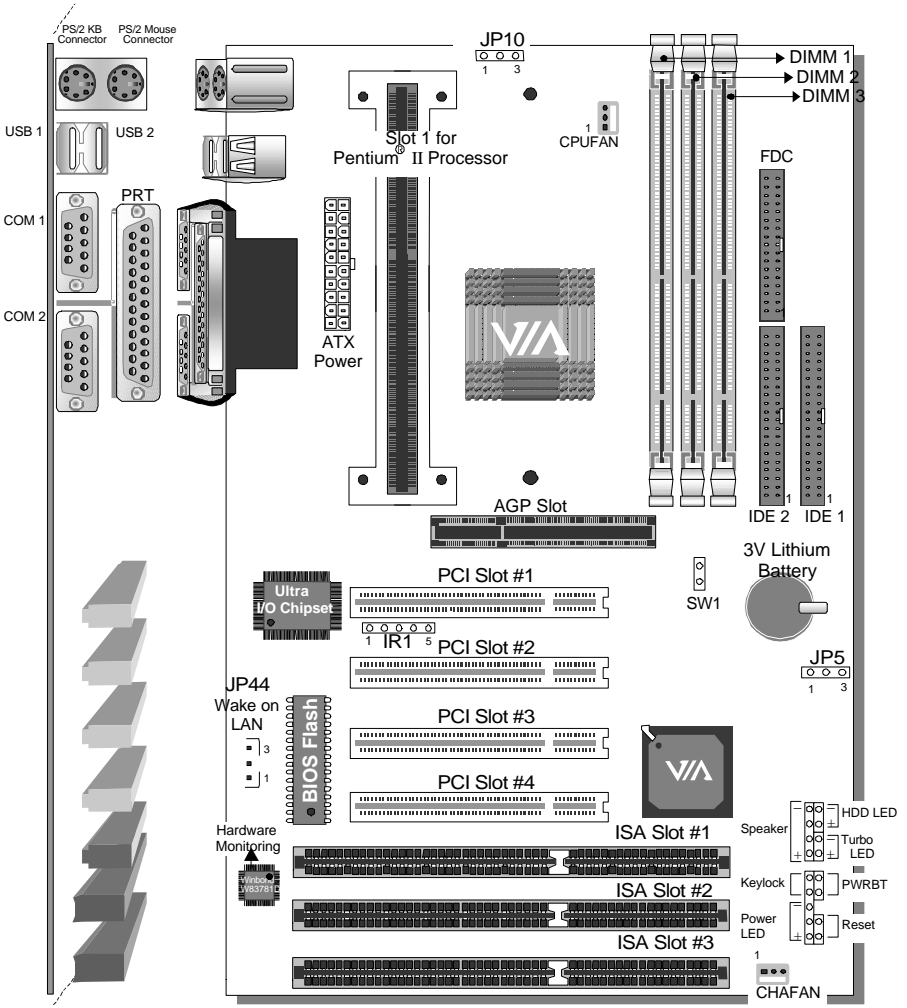 PS/2 KB
Connector
PS/2 Mouse
Connector
JP10
1 3
DIMM 1
DIMM 2
DIMM 3
USB 1
USB 2
1
CPUFAN
Slot 1 for
Pentium® II Processor
FDC
PRT
COM 1
COM 2
ATX
Power
VIA
AGP Slot
1
IDE 2
1
IDE 1
3V Lithium
Battery
SW1
Ultra
I/O Chipset
PCI Slot #1
1 IR1 5
PCI Slot #2
JP5
1 3
JP44
Wake on
LAN
3
1
BIOS Flash
PCI Slot #3
VIA
PCI Slot #4
Hardware
Monitoring
Winbond
W83781D
ISA Slot #1
ISA Slot #2
ISA Slot #3
Speaker
HDD LED
Turbo
LED
Keylock
PWRBT
Power
LED
Reset
1
CHAFAN